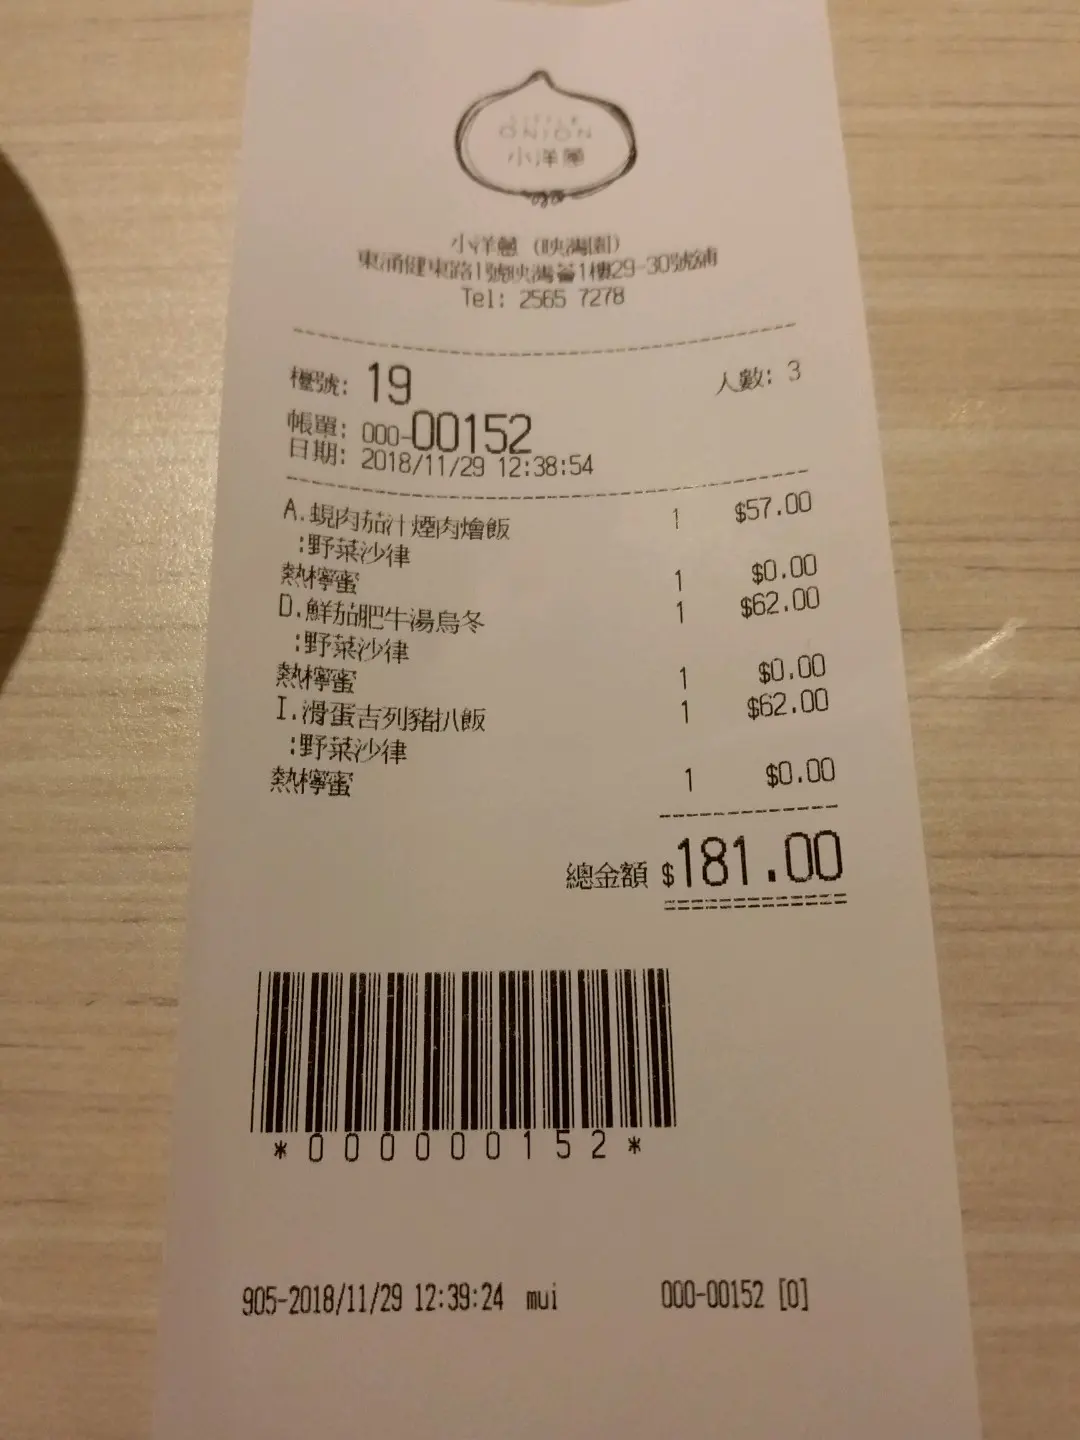 LITTLE
ONION
小洋蔥
小洋蔥 (映灣園)
東涌健東路1號映灣薈1樓29-30號舖
Tel: 2565 7278
檯號: 19 人數: 3
帳單: 000-00152
日期: 2018/11/29 12:38:54
A.蜆肉茄汁煙肉燴飯 1 $57.00
:野菜沙律
熱檸蜜 1 $0.00
D.鮮茄肥牛湯烏冬 1 $62.00
:野菜沙律
熱檸蜜 1 $0.00
I.滑蛋吉列豬扒飯 1 $62.00
:野菜沙律
熱檸蜜 1 $0.00
總金額 $181.00
*000000152*
905-2018/11/29 12:39:24 mui 000-00152 [0]